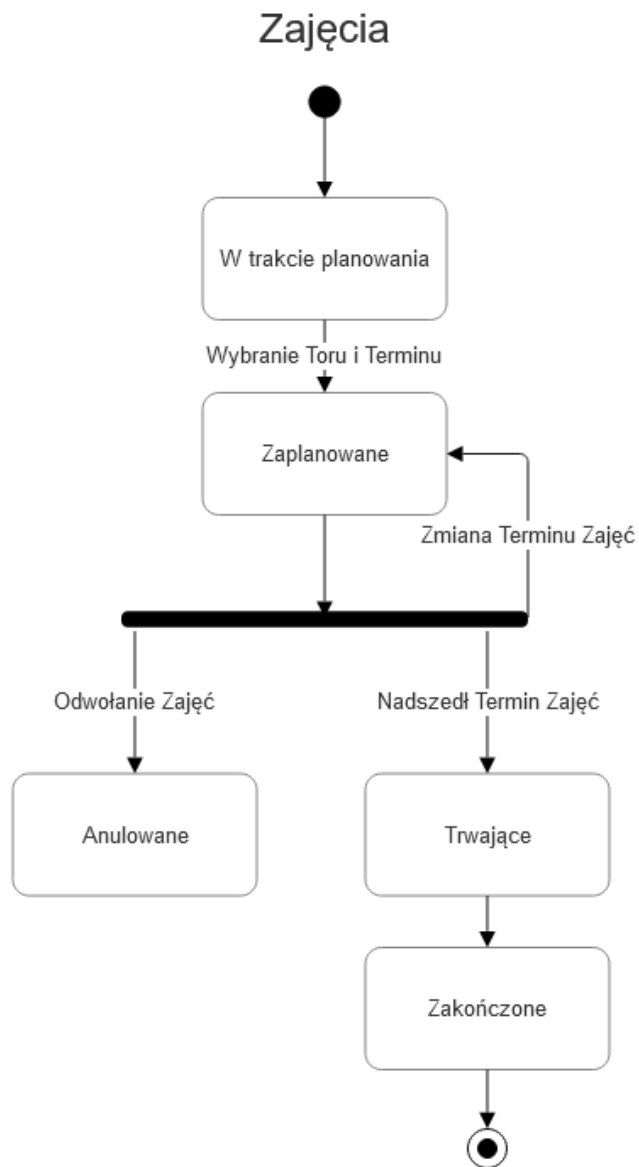 Zajęcia
W trakcie planowania
Wybranie Toru i Terminu
Zaplanowane
Zmiana Terminu Zajęć
Odwołanie Zajęć
Nadszedł Termin Zajęć
Anulowane
Trwające
Zakończone